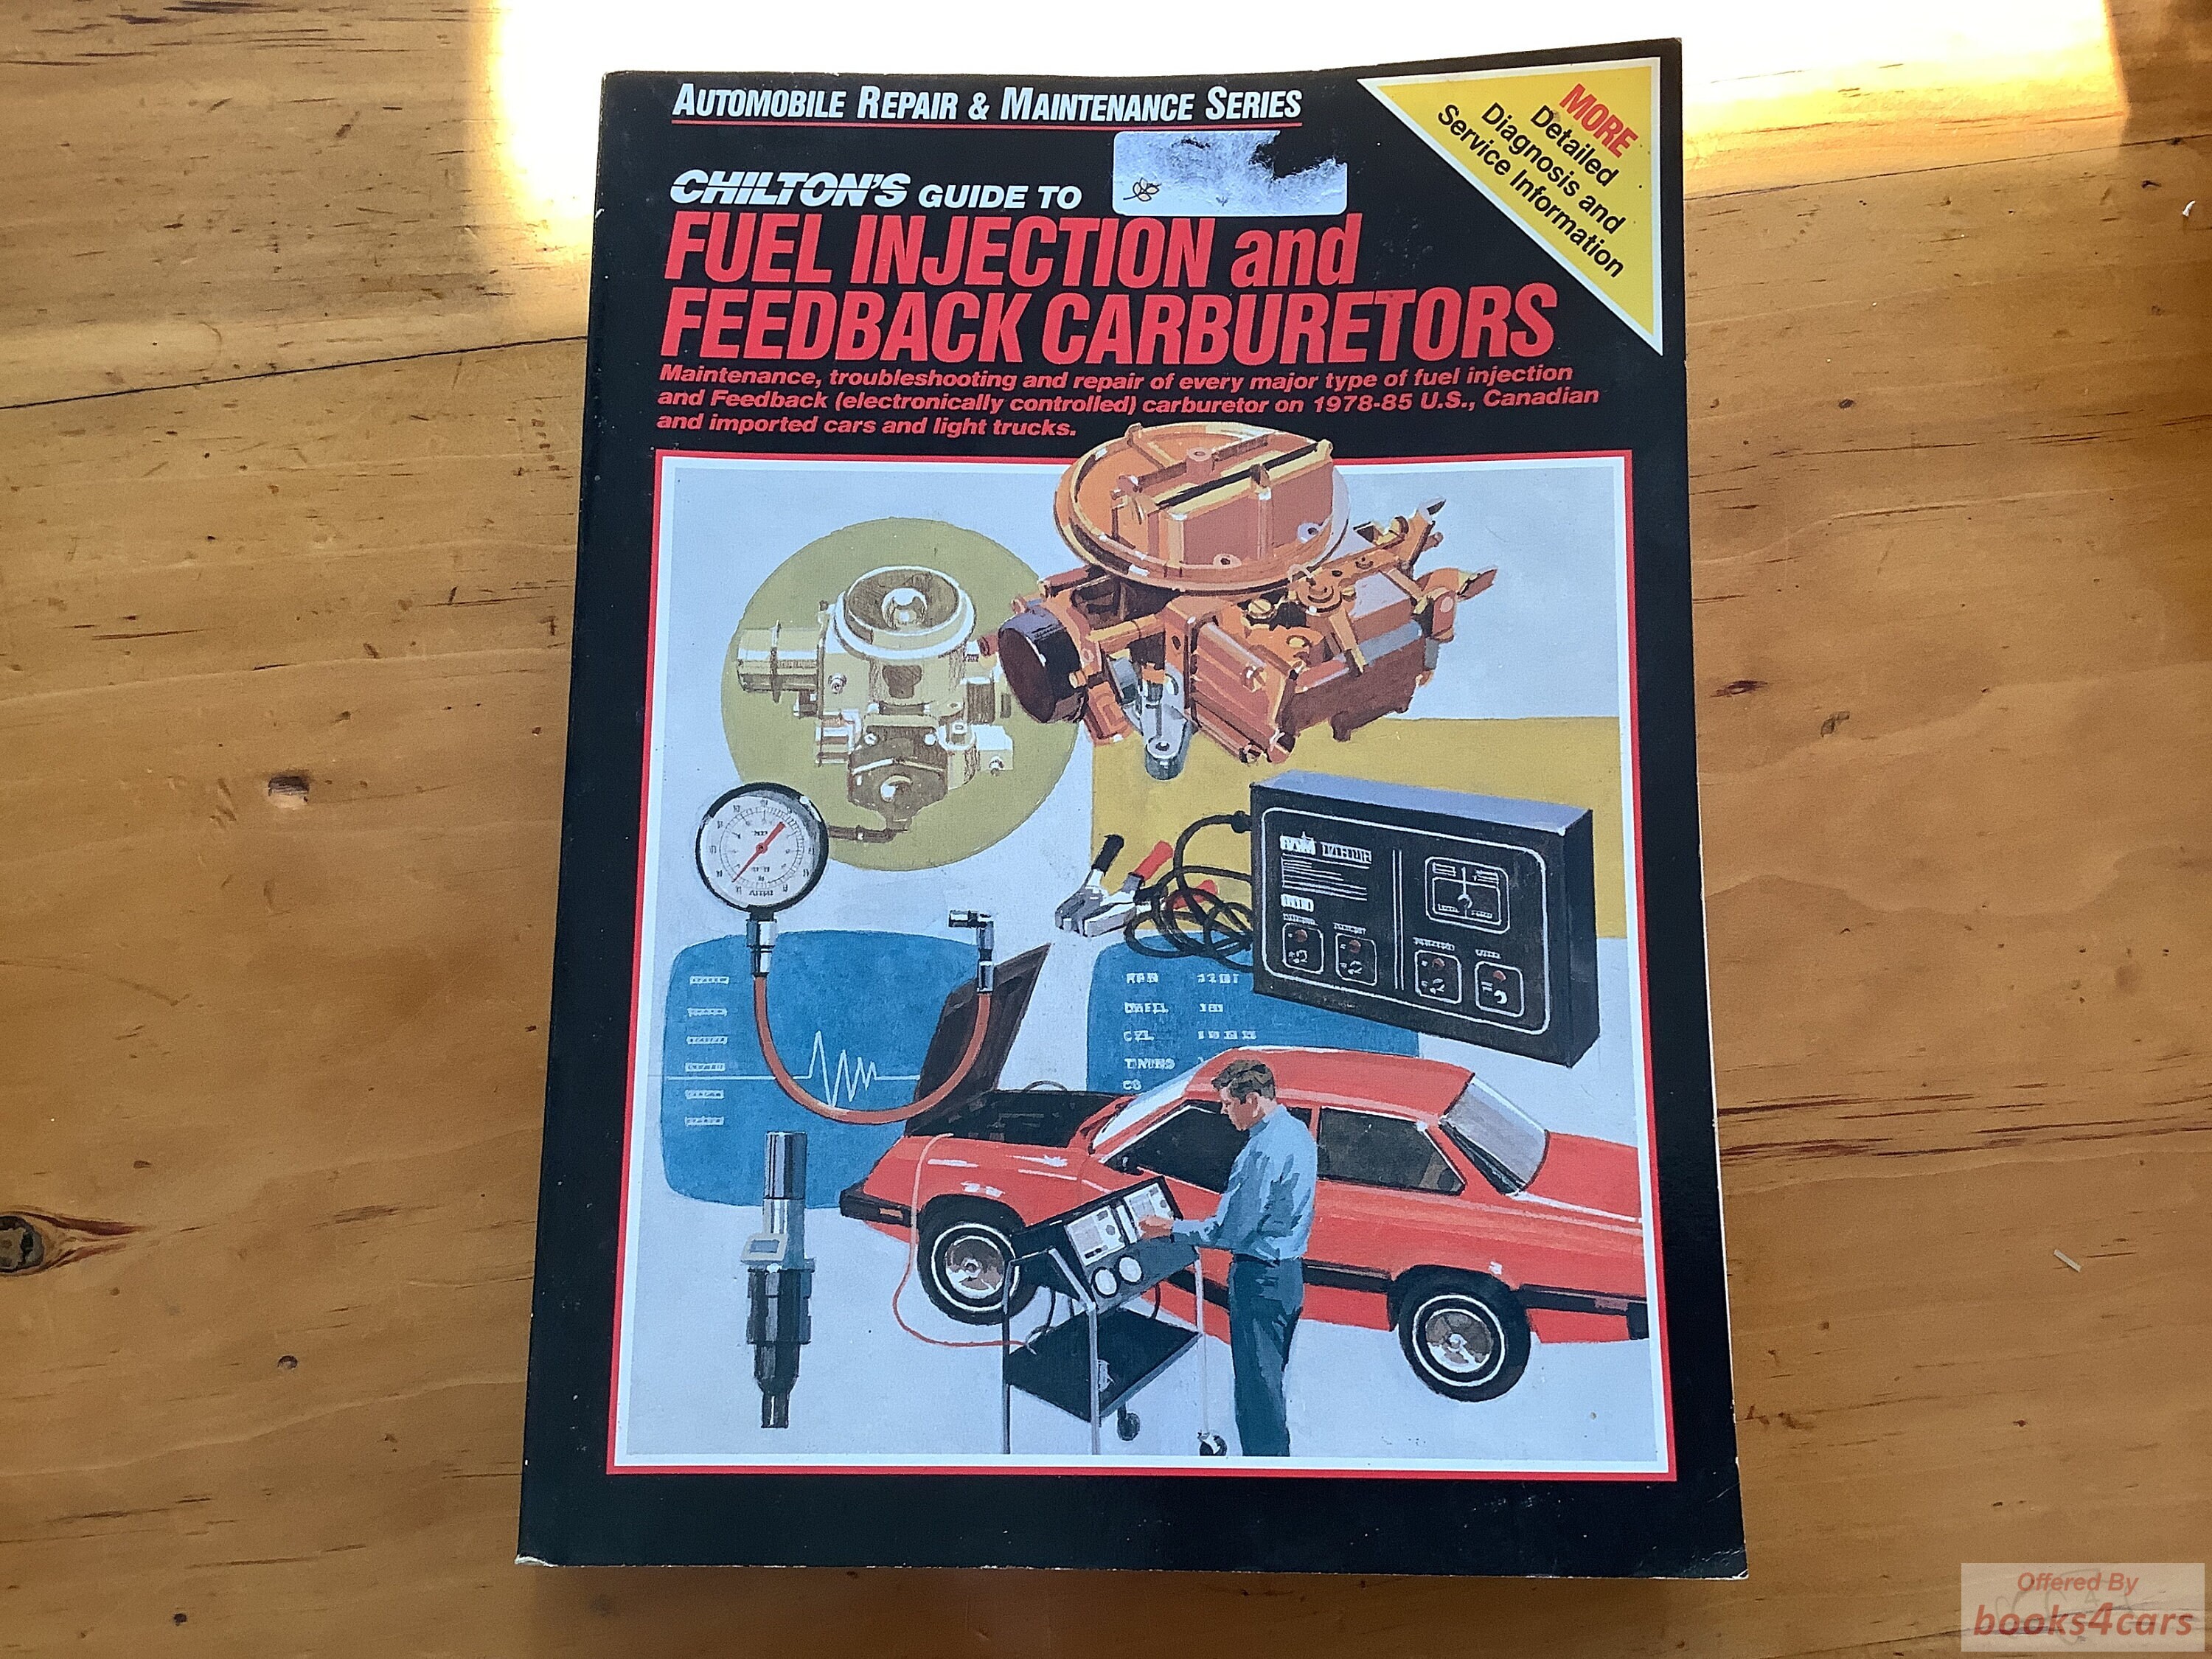 AUTOMOBILE REPAIR & MAINTENANCE SERIES
MORE
Detailed
Diagnosis and
Service Information
CHILTON'S GUIDE TO
FUEL INJECTION and
FEEDBACK CARBURETORS
Maintenance, troubleshooting and repair of every major type of fuel injection
and Feedback (electronically controlled) carburetor on 1978-85 U.S., Canadian
and imported cars and light trucks.
Offered By
books4cars